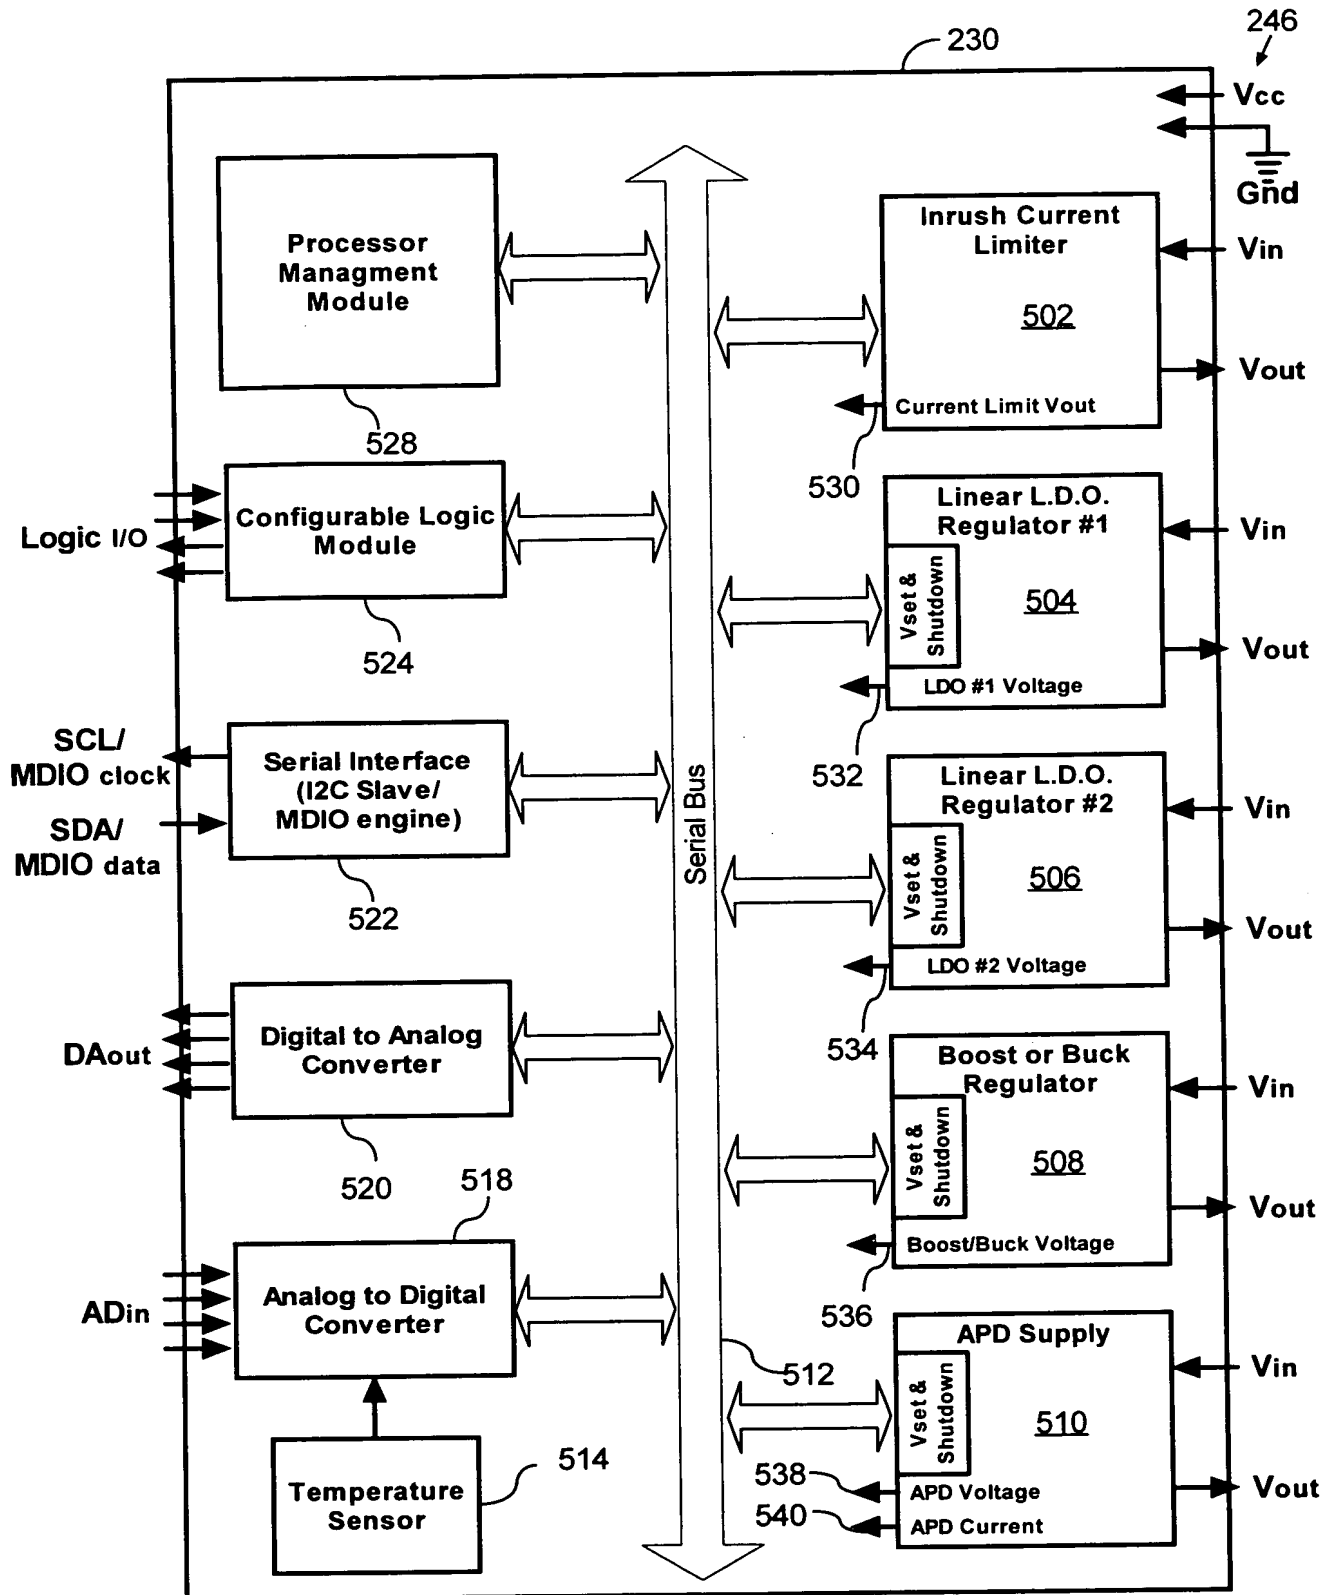 246
230
Vcc
Gnd
Processor
Managment
Module
528
Inrush Current
Limiter
502
Vin
Vout
Current Limit Vout
530
Logic I/O
Configurable Logic
Module
524
Linear L.D.O.
Regulator #1
504
Vset &
Shutdown
Vin
Vout
LDO #1 Voltage
532
SCL/
MDIO clock
SDA/
MDIO data
Serial Interface
(I2C Slave/
MDIO engine)
522
Serial Bus
Linear L.D.O.
Regulator #2
506
Vset &
Shutdown
Vin
Vout
LDO #2 Voltage
534
DAout
Digital to Analog
Converter
520
Boost or Buck
Regulator
508
Vset &
Shutdown
Vin
Vout
Boost/Buck Voltage
536
518
ADin
Analog to Digital
Converter
512
APD Supply
510
Vset &
Shutdown
Vin
Vout
538
APD Voltage
540
APD Current
Temperature
Sensor
514